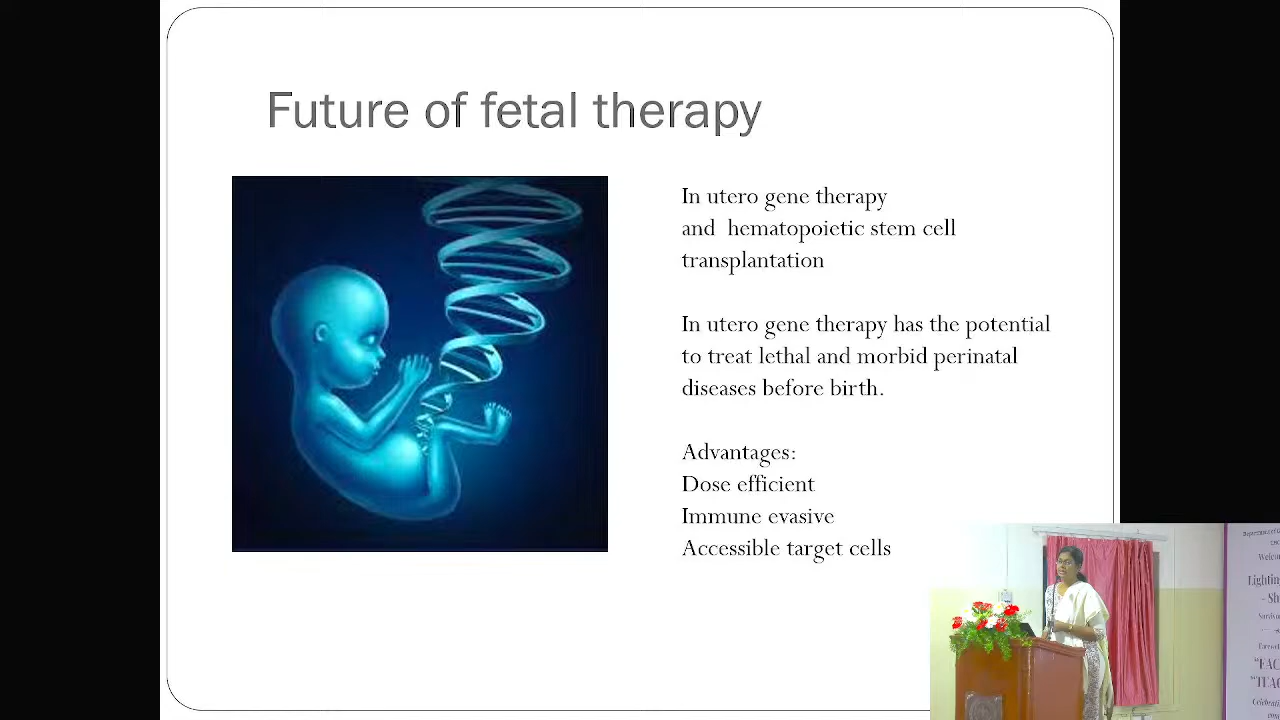 Future of fetal therapy
In utero gene therapy
and hematopoietic stem cell
transplantation
In utero gene therapy has the potential
to treat lethal and morbid perinatal
diseases before birth.
Advantages:
Dose efficient
Immune evasive
Accessible target cells
Lighting